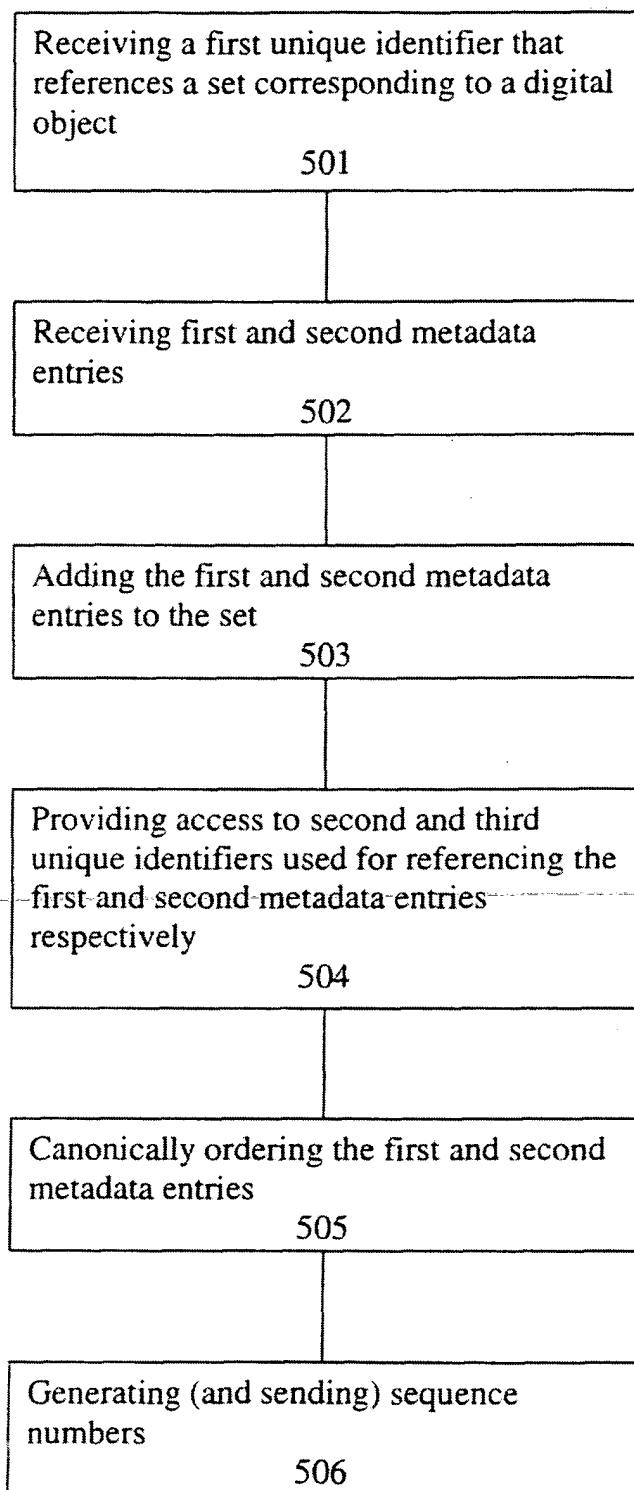 Receiving a first unique identifier that
references a set corresponding to a digital
object
501
Receiving first and second metadata
entries
502
Adding the first and second metadata
entries to the set
503
Providing access to second and third
unique identifiers used for referencing the
first and second metadata entries
respectively
504
Canonically ordering the first and second
metadata entries
505
Generating (and sending) sequence
numbers
506